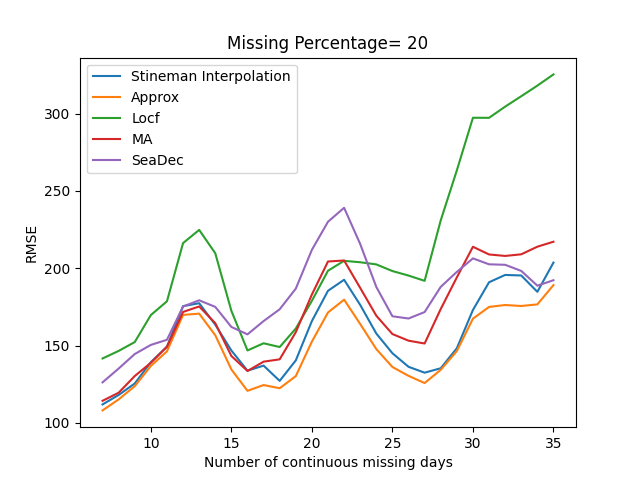 Missing Percentage= 20
Stineman Interpolation
Approx
Locf
MA
SeaDec
RMSE
300
250
200
150
100
10 15 20 25 30 35
Number of continuous missing days